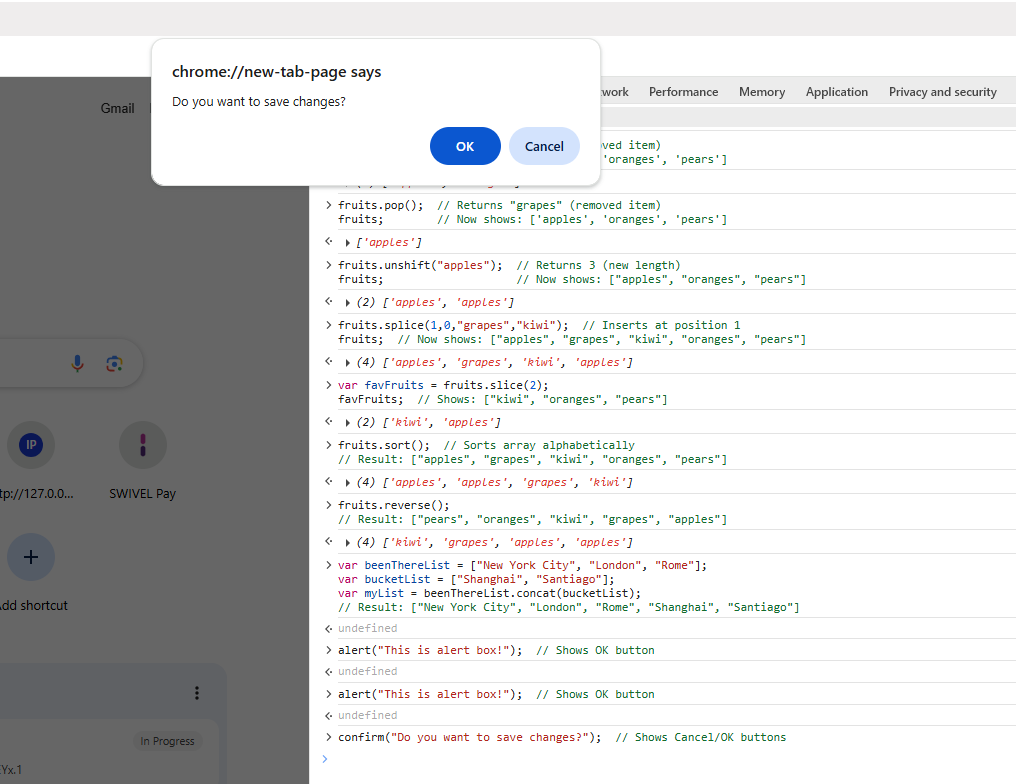 chrome://new-tab-page says
Do you want to save changes?
OK
Cancel
Gmail
work Performance Memory Application Privacy and security
ved item)
'oranges', 'pears']
fruits.pop();  // Returns "grapes" (removed item)
fruits;        // Now shows: ['apples', 'oranges', 'pears']
['apples']
fruits.unshift("apples");  // Returns 3 (new length)
fruits;                    // Now shows: ["apples", "oranges", "pears"]
(2) ['apples', 'apples']
fruits.splice(1,0,"grapes","kiwi");  // Inserts at position 1
fruits;  // Now shows: ["apples", "grapes", "kiwi", "oranges", "pears"]
(4) ['apples', 'grapes', 'kiwi', 'apples']
var favFruits = fruits.slice(2);
favFruits;  // Shows: ["kiwi", "oranges", "pears"]
(2) ['kiwi', 'apples']
fruits.sort();  // Sorts array alphabetically
// Result: ["apples", "grapes", "kiwi", "oranges", "pears"]
(4) ['apples', 'apples', 'grapes', 'kiwi']
fruits.reverse();
// Result: ["pears", "oranges", "kiwi", "grapes", "apples"]
(4) ['kiwi', 'grapes', 'apples', 'apples']
var beenThereList = ["New York City", "London", "Rome"];
var bucketList = ["Shanghai", "Santiago"];
var myList = beenThereList.concat(bucketList);
// Result: ["New York City", "London", "Rome", "Shanghai", "Santiago"]
undefined
alert("This is alert box!");  // Shows OK button
undefined
alert("This is alert box!");  // Shows OK button
undefined
confirm("Do you want to save changes?");  // Shows Cancel/OK buttons
IP
tp://127.0.0...
SWIVEL Pay
Add shortcut
In Progress
Yx.1